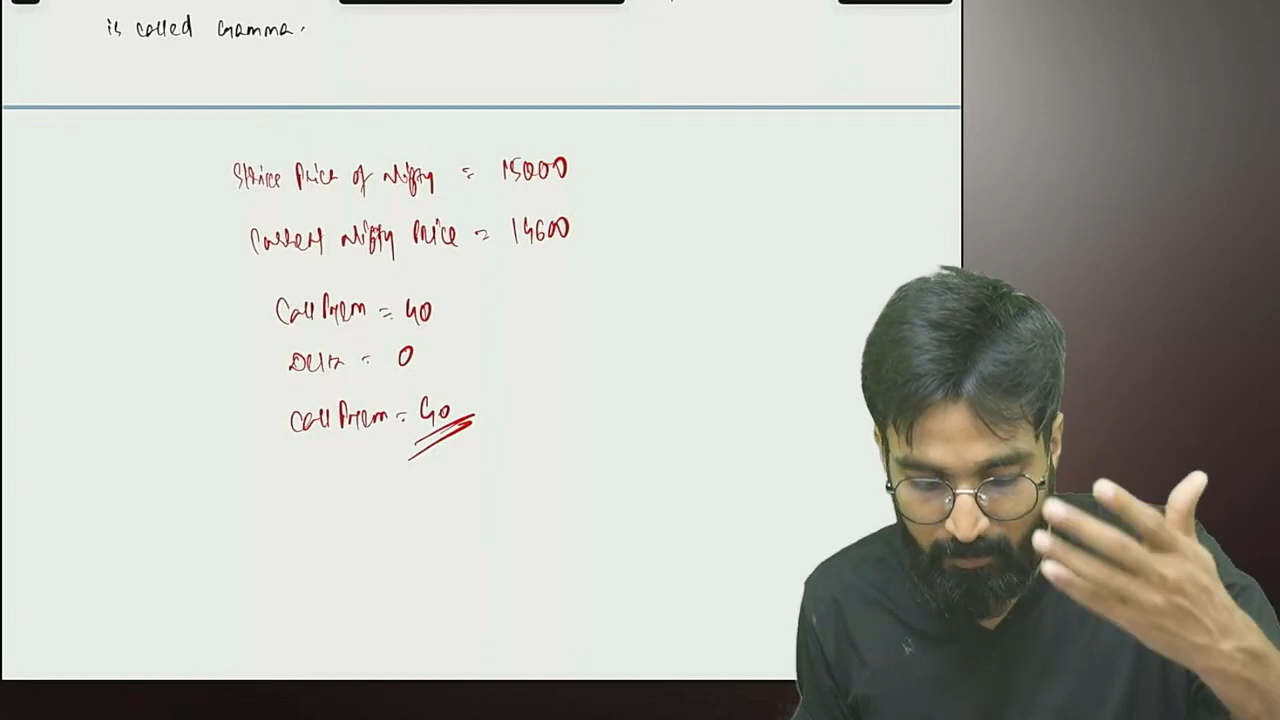 is called Gamma.
Strike Price of Nifty = 15000
Current Nifty Price = 14600
Call Prem = 40
Delta = 0
Call Prem = 40